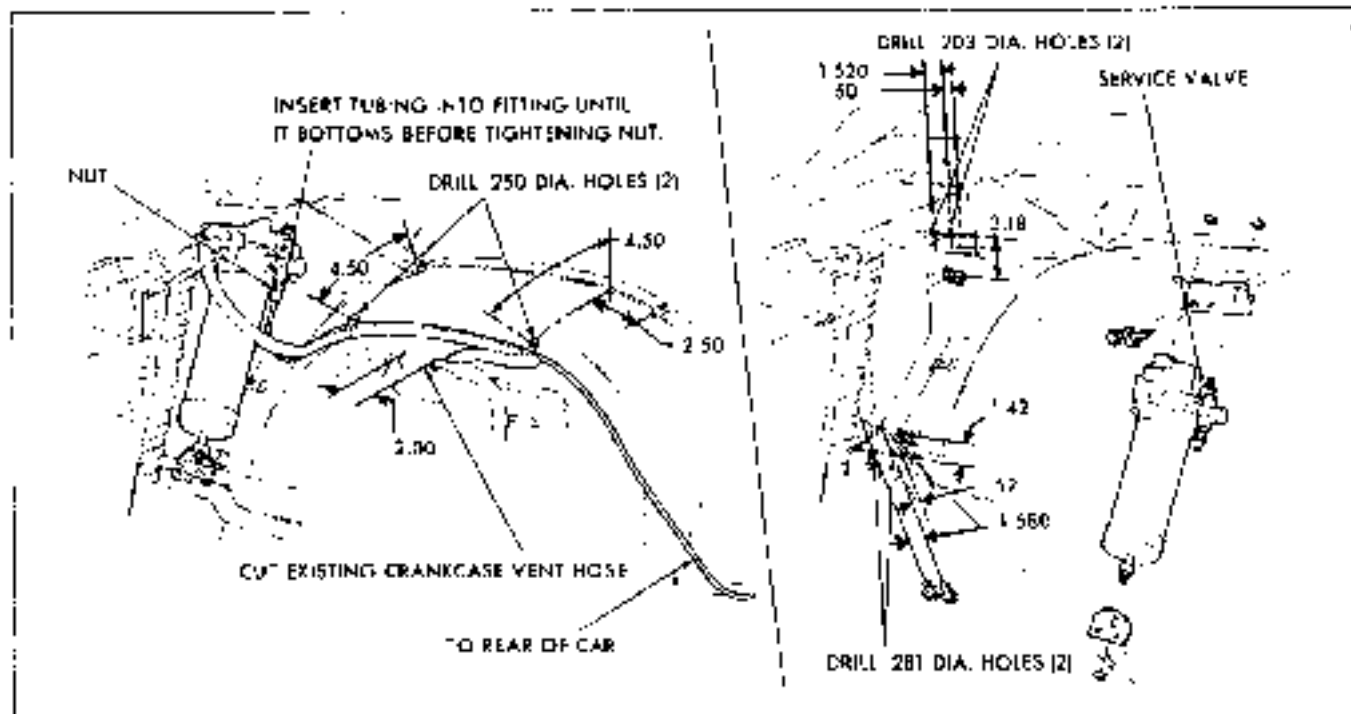 INSERT TUBING INTO FITTING UNTIL
IT BOTTOMS BEFORE TIGHTENING NUT.
NUT
DRILL .250 DIA. HOLES (2)
4.50
4.50
2.50
2.00
CUT EXISTING CRANKCASE VENT HOSE
TO REAR OF CAR
DRILL .203 DIA. HOLES (2)
1.520
.50
SERVICE VALVE
2.18
1.42
.52
DRILL .281 DIA. HOLES (2)